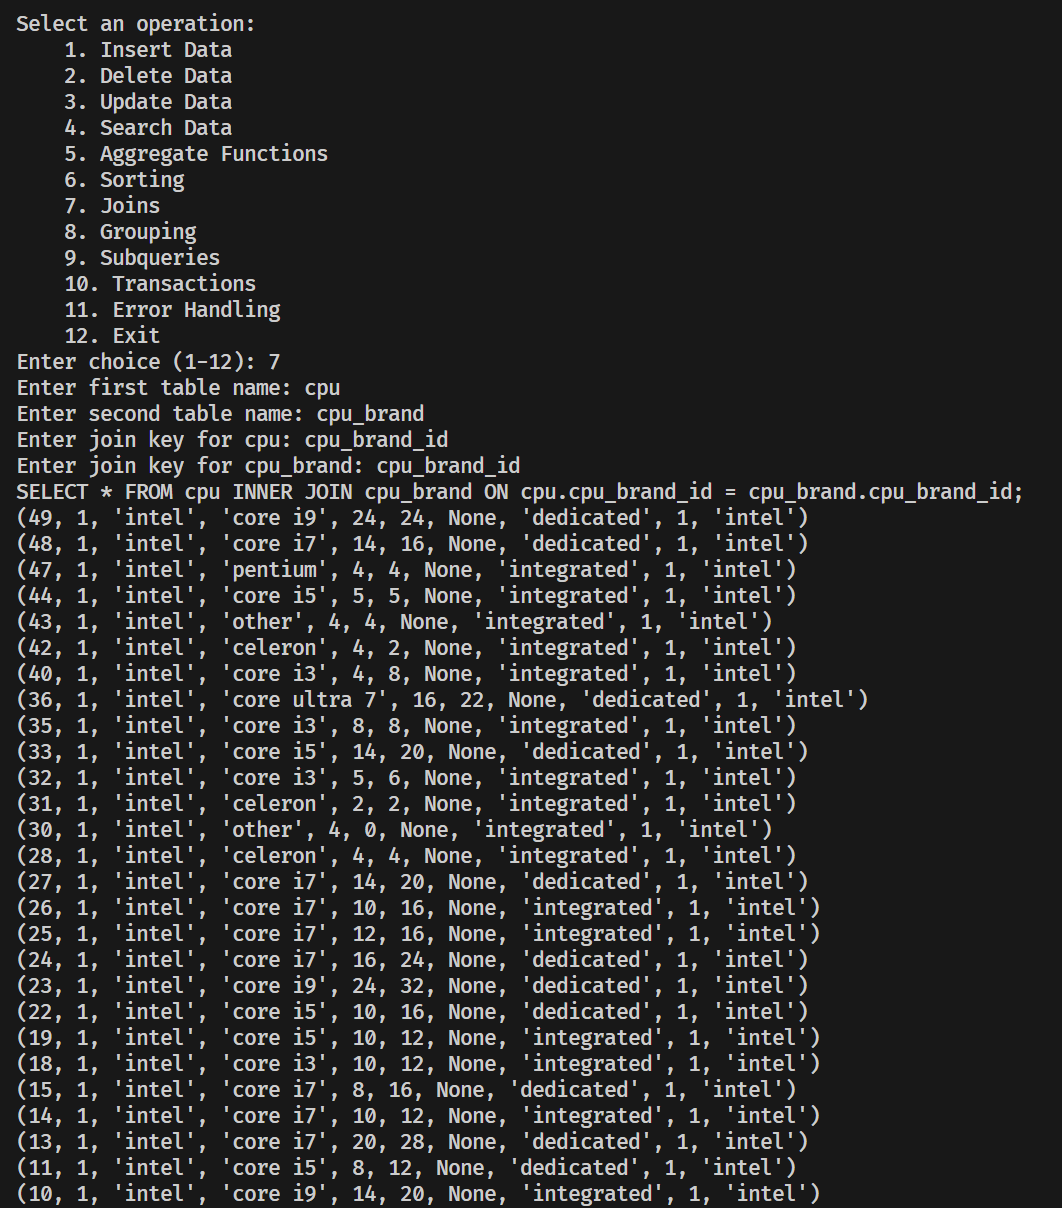 Select an operation:
    1. Insert Data
    2. Delete Data
    3. Update Data
    4. Search Data
    5. Aggregate Functions
    6. Sorting
    7. Joins
    8. Grouping
    9. Subqueries
    10. Transactions
    11. Error Handling
    12. Exit
Enter choice (1-12): 7
Enter first table name: cpu
Enter second table name: cpu_brand
Enter join key for cpu: cpu_brand_id
Enter join key for cpu_brand: cpu_brand_id
SELECT * FROM cpu INNER JOIN cpu_brand ON cpu.cpu_brand_id = cpu_brand.cpu_brand_id;
(49, 1, 'intel', 'core i9', 24, 24, None, 'dedicated', 1, 'intel')
(48, 1, 'intel', 'core i7', 14, 16, None, 'dedicated', 1, 'intel')
(47, 1, 'intel', 'pentium', 4, 4, None, 'integrated', 1, 'intel')
(44, 1, 'intel', 'core i5', 5, 5, None, 'integrated', 1, 'intel')
(43, 1, 'intel', 'other', 4, 4, None, 'integrated', 1, 'intel')
(42, 1, 'intel', 'celeron', 4, 2, None, 'integrated', 1, 'intel')
(40, 1, 'intel', 'core i3', 4, 8, None, 'integrated', 1, 'intel')
(36, 1, 'intel', 'core ultra 7', 16, 22, None, 'dedicated', 1, 'intel')
(35, 1, 'intel', 'core i3', 8, 8, None, 'integrated', 1, 'intel')
(33, 1, 'intel', 'core i5', 14, 20, None, 'dedicated', 1, 'intel')
(32, 1, 'intel', 'core i3', 5, 6, None, 'integrated', 1, 'intel')
(31, 1, 'intel', 'celeron', 2, 2, None, 'integrated', 1, 'intel')
(30, 1, 'intel', 'other', 4, 0, None, 'integrated', 1, 'intel')
(28, 1, 'intel', 'celeron', 4, 4, None, 'integrated', 1, 'intel')
(27, 1, 'intel', 'core i7', 14, 20, None, 'dedicated', 1, 'intel')
(26, 1, 'intel', 'core i7', 10, 16, None, 'integrated', 1, 'intel')
(25, 1, 'intel', 'core i7', 12, 16, None, 'integrated', 1, 'intel')
(24, 1, 'intel', 'core i7', 16, 24, None, 'dedicated', 1, 'intel')
(23, 1, 'intel', 'core i9', 24, 32, None, 'dedicated', 1, 'intel')
(22, 1, 'intel', 'core i5', 10, 16, None, 'dedicated', 1, 'intel')
(19, 1, 'intel', 'core i5', 10, 12, None, 'integrated', 1, 'intel')
(18, 1, 'intel', 'core i3', 10, 12, None, 'integrated', 1, 'intel')
(15, 1, 'intel', 'core i7', 8, 16, None, 'dedicated', 1, 'intel')
(14, 1, 'intel', 'core i7', 10, 12, None, 'integrated', 1, 'intel')
(13, 1, 'intel', 'core i7', 20, 28, None, 'dedicated', 1, 'intel')
(11, 1, 'intel', 'core i5', 8, 12, None, 'dedicated', 1, 'intel')
(10, 1, 'intel', 'core i9', 14, 20, None, 'integrated', 1, 'intel')